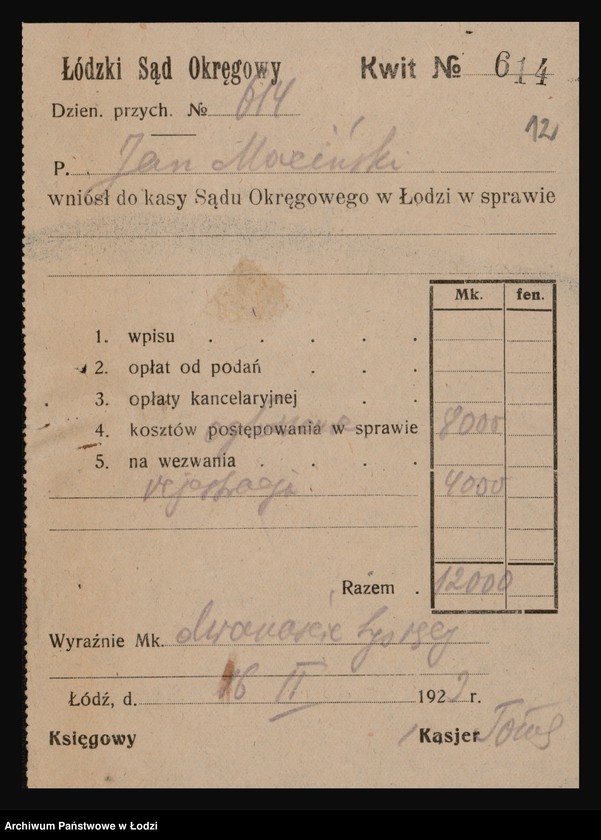 Łódzki Sąd Okręgowy Kwit № 614
Dzien. przych. № 614
12
P. Jan
wniósł do kasy Sądu Okręgowego w Łodzi w sprawie
Mk. fen.
1. wpisu . . . . .
2. opłat od podań . . .
3. opłaty kancelaryjnej . .
4. kosztów postępowania w sprawie 8000
5. na wezwania . . . .
4000
Razem . 12000
Wyraźnie Mk. dwanaście tysięcy
Łódź, d. 16 II 192 r.
Księgowy Kasjer
Archiwum Państwowe w Łodzi